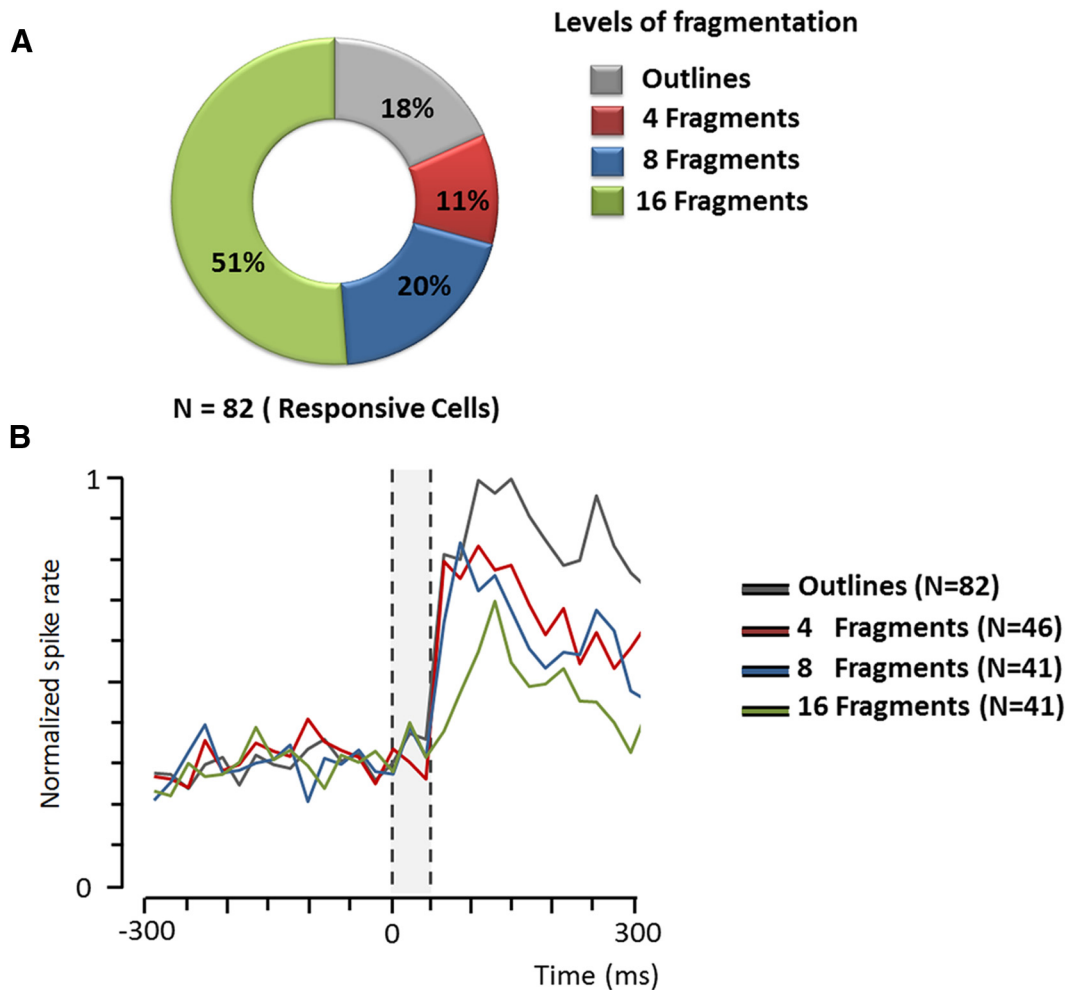 A
Levels of fragmentation
Outlines
4 Fragments
8 Fragments
16 Fragments
18%
11%
20%
51%
N = 82 ( Responsive Cells)
B
Normalized spike rate
1
0
-300
0
300
Time (ms)
Outlines (N=82)
4 Fragments (N=46)
8 Fragments (N=41)
16 Fragments (N=41)